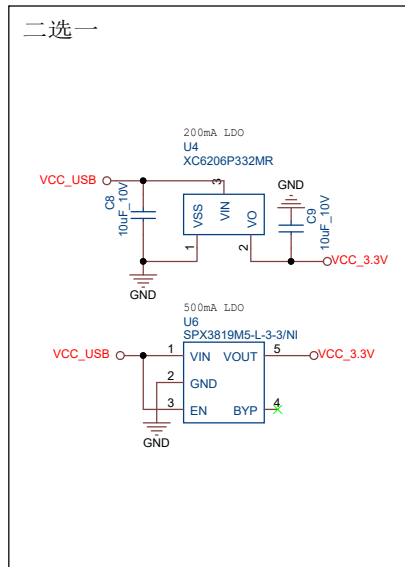 二选一
200mA LDO
U4
XC6206P332MR
VCC_USB
C8
10uF_10V
VSS
VIN
VO
3
1
2
GND
C9
10uF_10V
VCC_3.3V
GND
500mA LDO
U6
SPX3819M5-L-3-3/NI
VCC_USB
1
VIN
VOUT
5
VCC_3.3V
2
GND
3
EN
BYP
4
GND